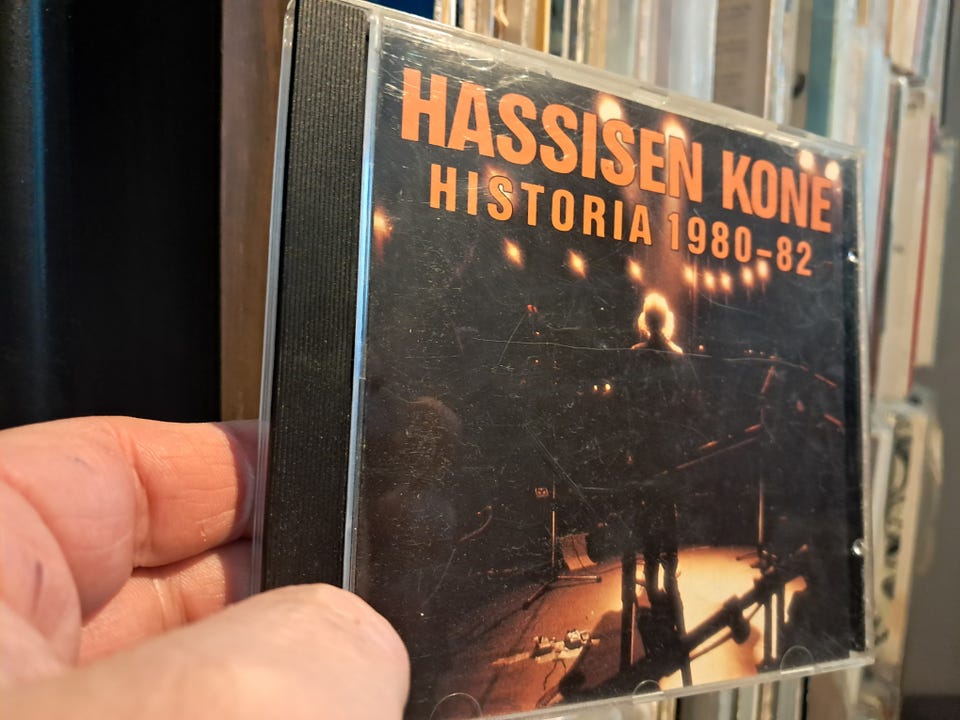 HASSISEN KONE
HISTORIA 1980-82